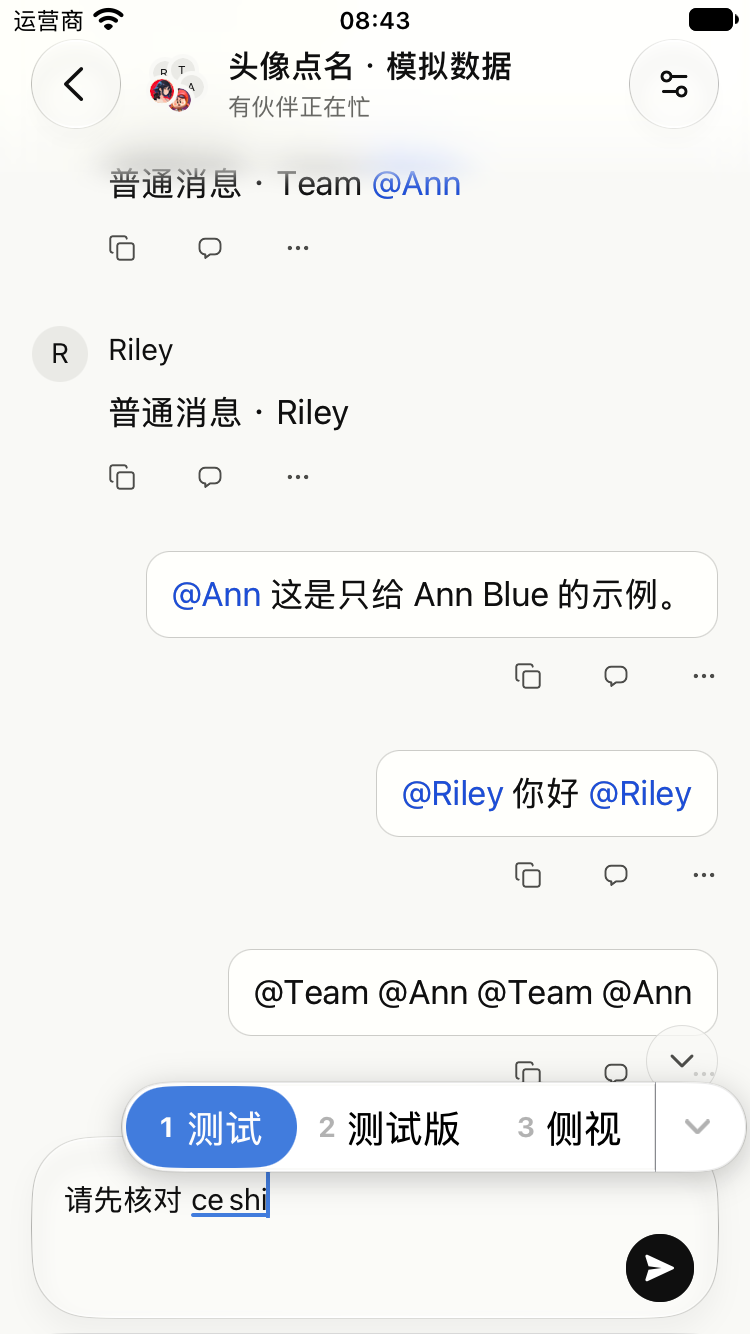 运营商
08:43
R T A
头像点名 · 模拟数据
有伙伴正在忙
普通消息 · Team @Ann
R
Riley
普通消息 · Riley
@Ann 这是只给 Ann Blue 的示例。
@Riley 你好 @Riley
@Team @Ann @Team @Ann
1 测试 2 测试版 3 侧视
请先核对 ce shi